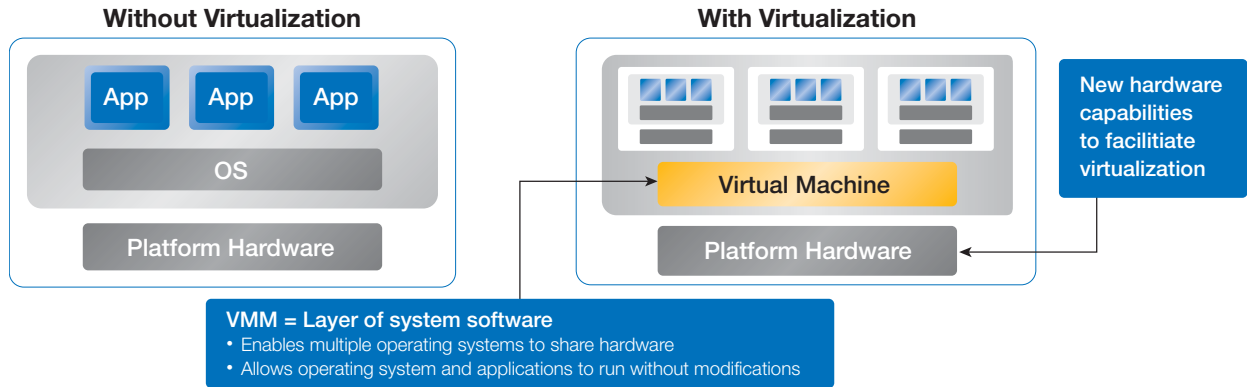 Without Virtualization
App
App
App
OS
Platform Hardware
With Virtualization
Virtual Machine
Platform Hardware
New hardware
capabilities
to facilitiate
virtualization
VMM = Layer of system software
• Enables multiple operating systems to share hardware
• Allows operating system and applications to run without modifications